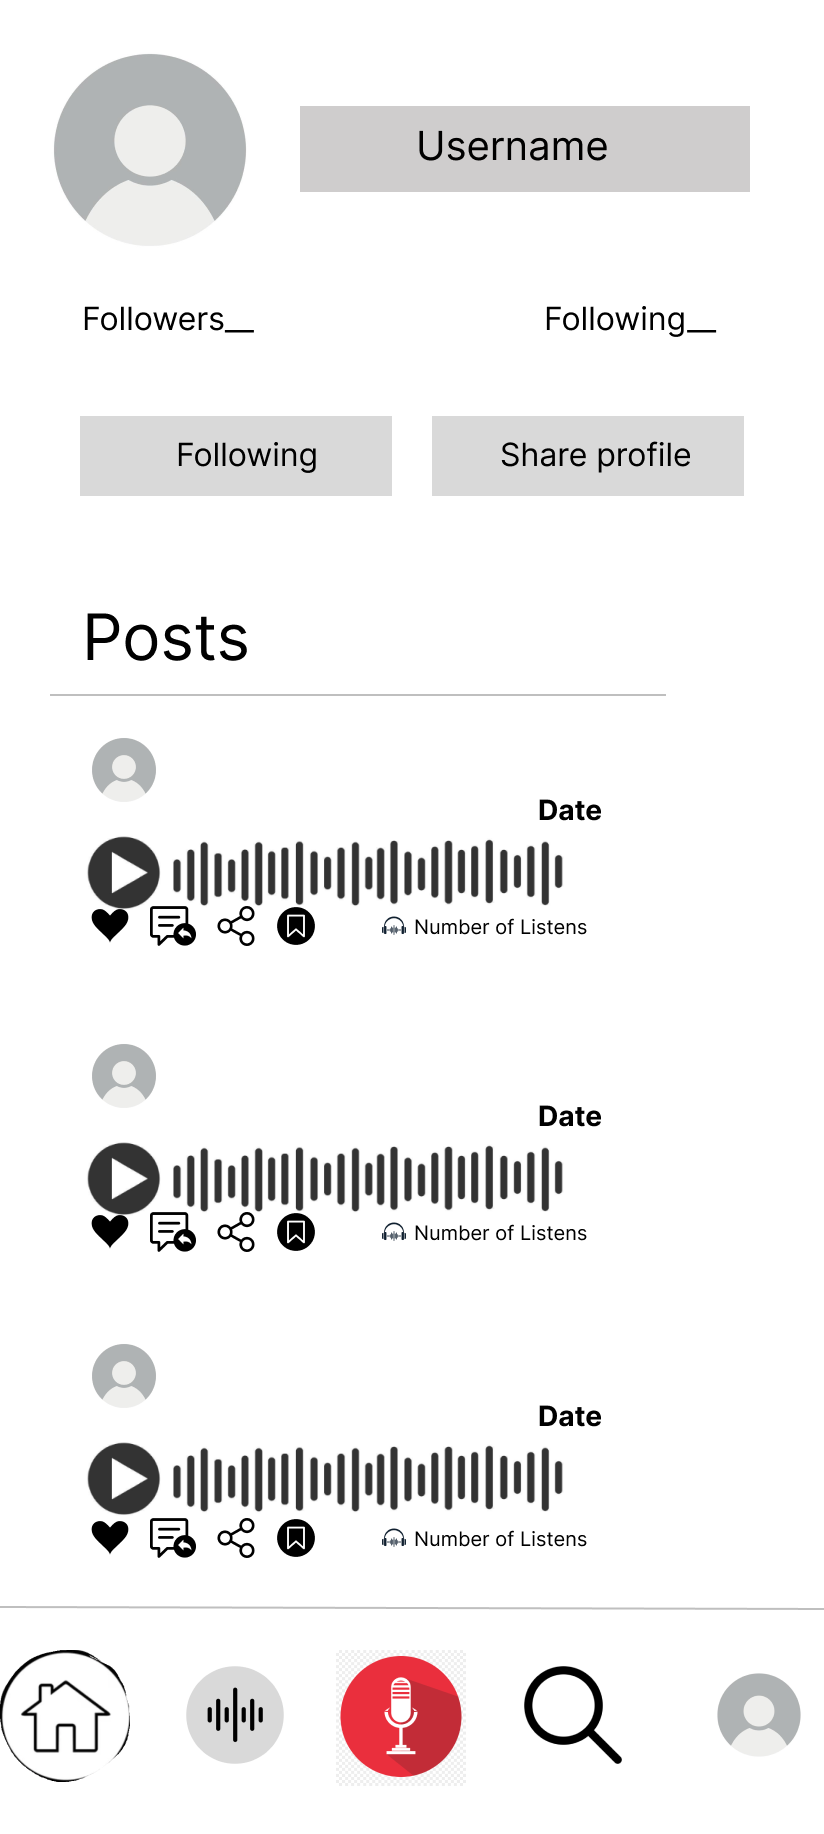 Username
Followers__ Following__
Following Share profile
Posts
Date
Number of Listens
Date
Number of Listens
Date
Number of Listens